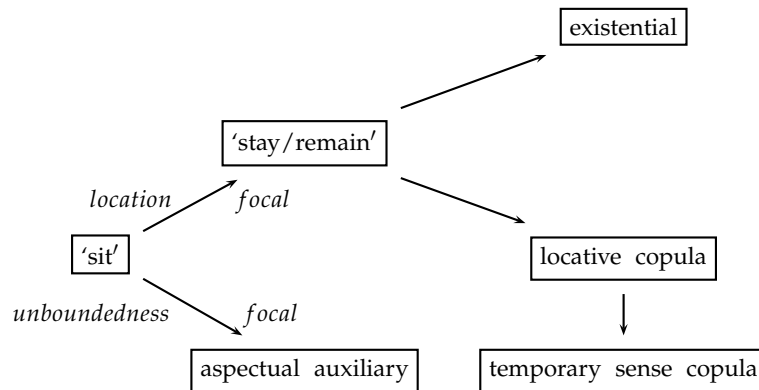 existential
‘stay/remain′
location focal
‘sit′
locative copula
unboundedness focal
aspectual auxiliary
temporary sense copula